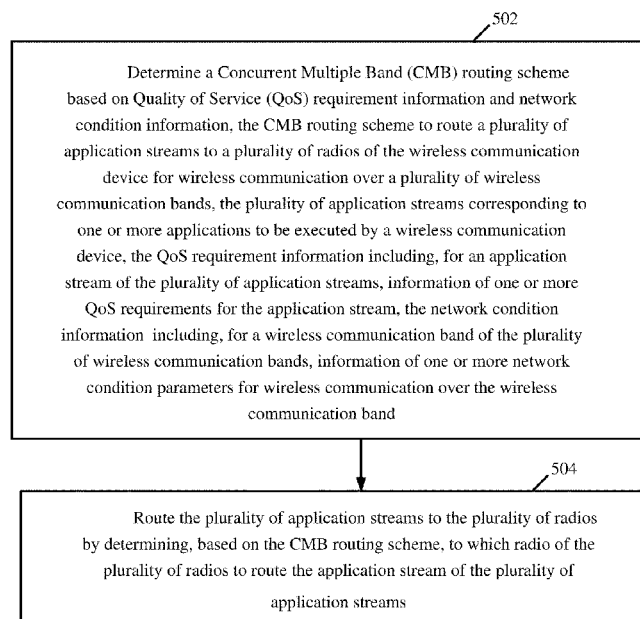 502
Determine a Concurrent Multiple Band (CMB) routing scheme
based on Quality of Service (QoS) requirement information and network
condition information, the CMB routing scheme to route a plurality of
application streams to a plurality of radios of the wireless communication
device for wireless communication over a plurality of wireless
communication bands, the plurality of application streams corresponding to
one or more applications to be executed by a wireless communication
device, the QoS requirement information including, for an application
stream of the plurality of application streams, information of one or more
QoS requirements for the application stream, the network condition
information including, for a wireless communication band of the plurality
of wireless communication bands, information of one or more network
condition parameters for wireless communication over the wireless
communication band
504
Route the plurality of application streams to the plurality of radios
by determining, based on the CMB routing scheme, to which radio of the
plurality of radios to route the application stream of the plurality of
application streams